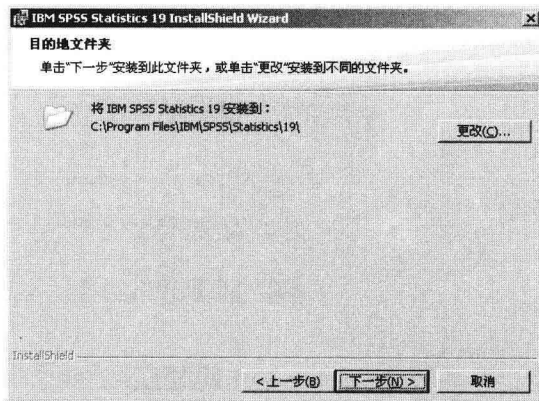 IBM SPSS Statistics 19 InstallShield Wizard
目的地文件夹
单击"下一步"安装到此文件夹，或单击"更改"安装到不同的文件夹。
将 IBM SPSS Statistics 19 安装到：
C:\Program Files\IBM\SPSS\Statistics\19\
更改(C)...
InstallShield
<上一步(B)
下一步(N) >
取消